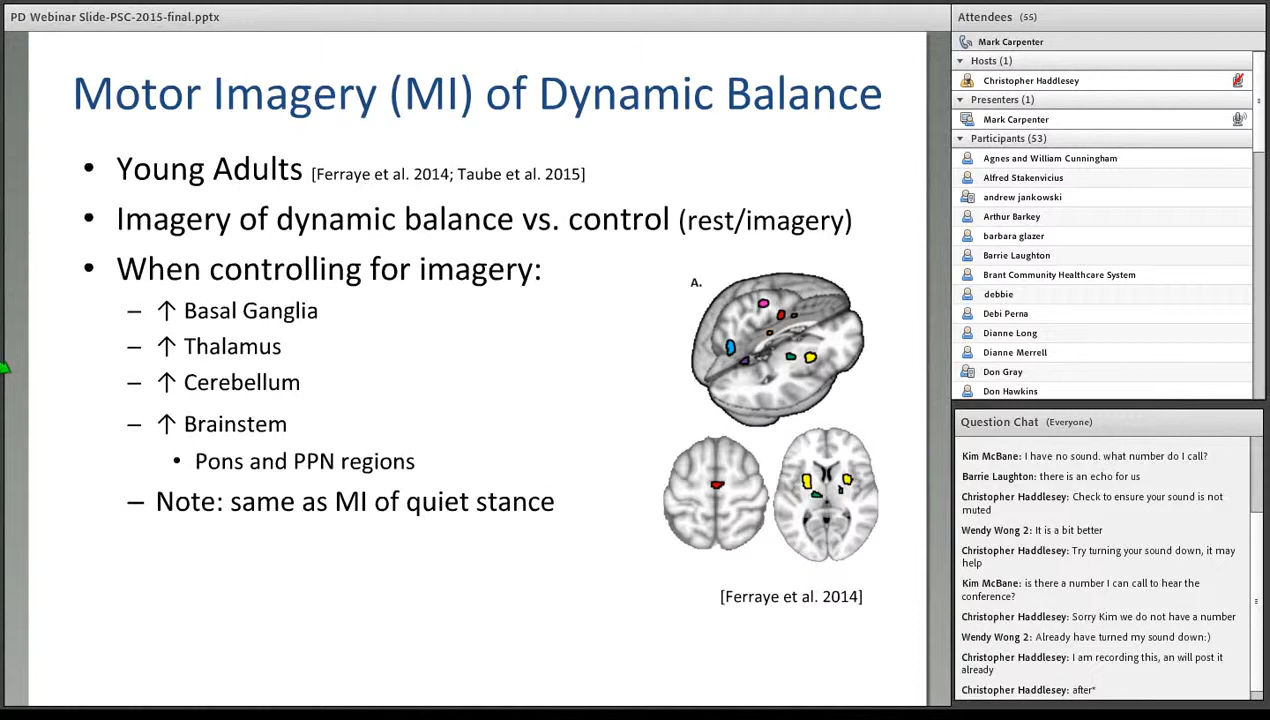 PD Webinar Slide-PSC-2015-final.pptx
Motor Imagery (MI) of Dynamic Balance
• Young Adults [Ferraye et al. 2014; Taube et al. 2015]
• Imagery of dynamic balance vs. control (rest/imagery)
• When controlling for imagery:
– ↑ Basal Ganglia
– ↑ Thalamus
– ↑ Cerebellum
– ↑ Brainstem
• Pons and PPN regions
– Note: same as MI of quiet stance
A.
[Ferraye et al. 2014]
Attendees (55)
Mark Carpenter
Hosts (1)
Christopher Haddlesey
Presenters (1)
Mark Carpenter
Participants (53)
Agnes and William Cunningham
Alfred Stakenvicius
andrew jankowski
Arthur Barkey
barbara glazer
Barrie Laughton
Brant Community Healthcare System
debbie
Debi Perna
Dianne Long
Dianne Merrell
Don Gray
Don Hawkins
Question Chat (Everyone)
Kim McBane: I have no sound. what number do I call?
Barrie Laughton: there is an echo for us
Christopher Haddlesey: Check to ensure your sound is not
muted
Wendy Wong 2: It is a bit better
Christopher Haddlesey: Try turning your sound down, it may
help
Kim McBane: is there a number I can call to hear the
conference?
Christopher Haddlesey: Sorry Kim we do not have a number
Wendy Wong 2: Already have turned my sound down:)
Christopher Haddlesey: I am recording this, an will post it
already
Christopher Haddlesey: after*